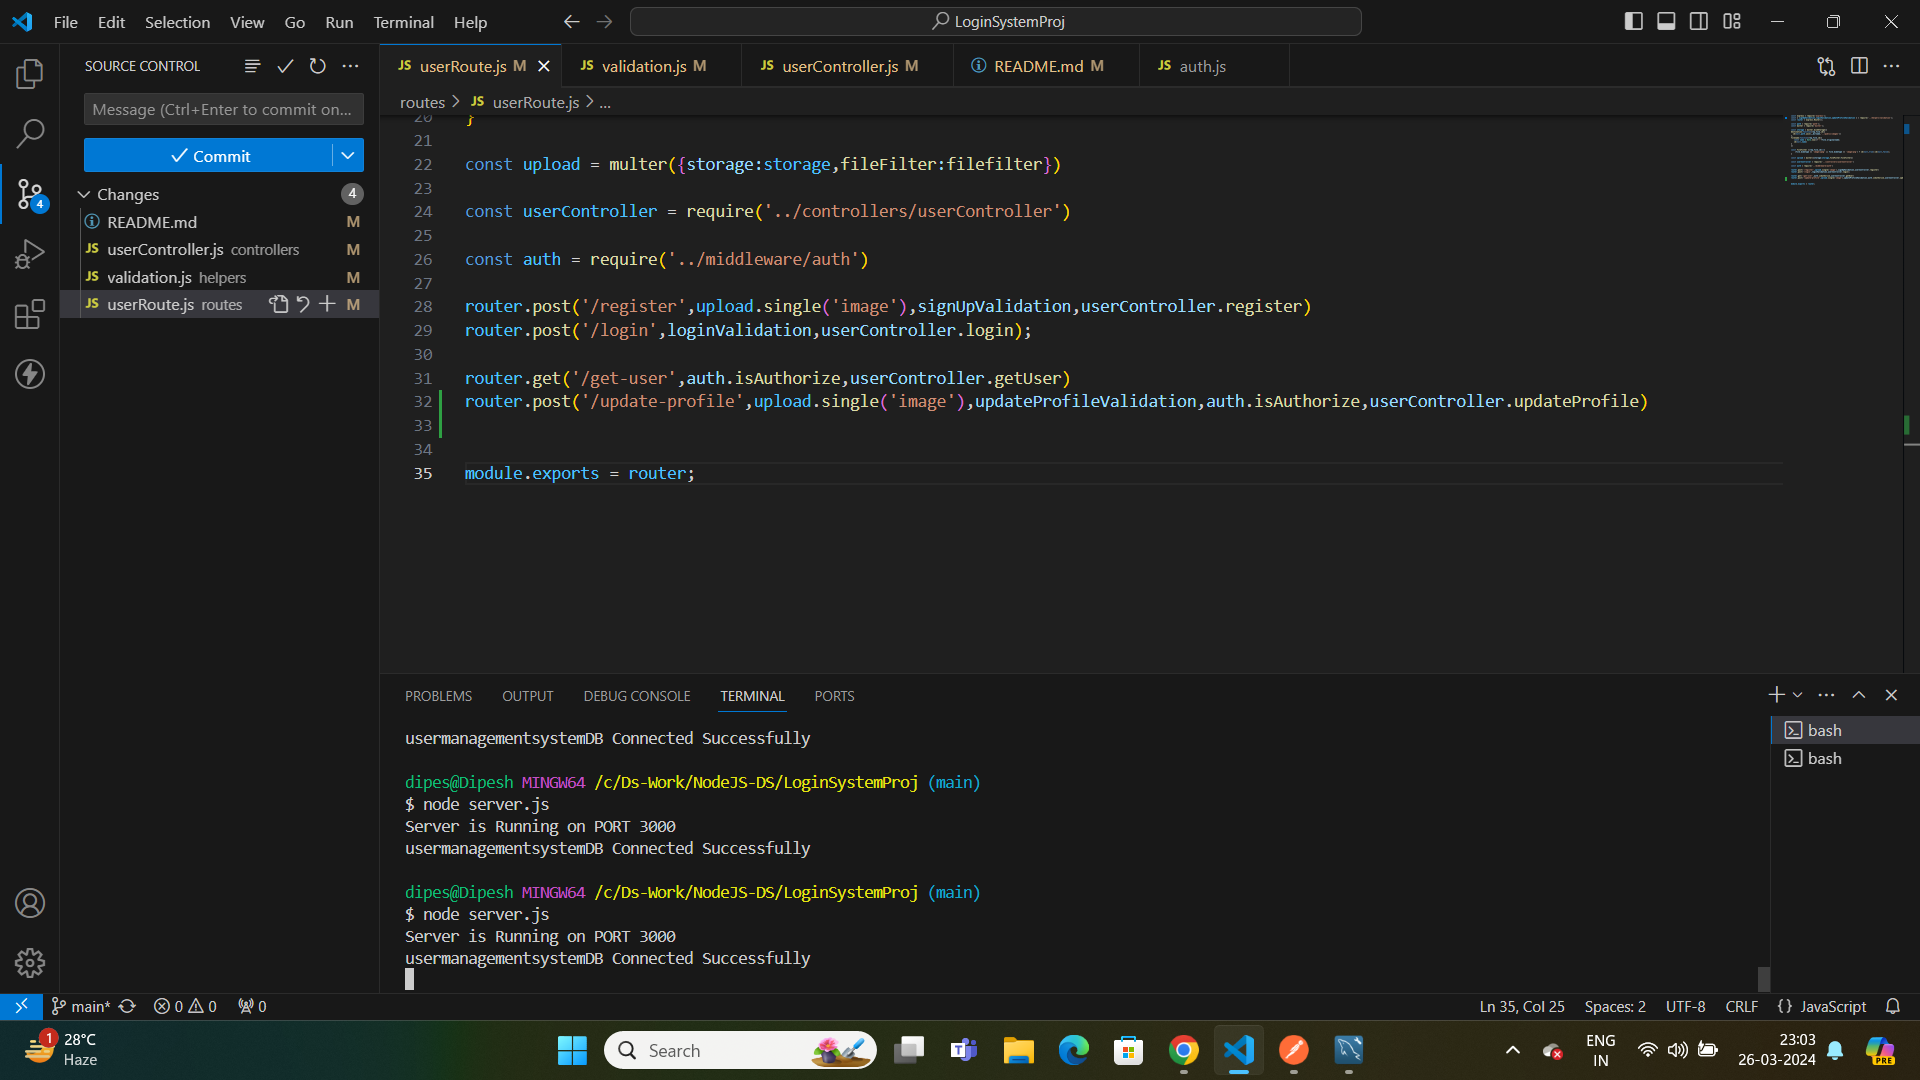 File Edit Selection View Go Run Terminal Help
LoginSystemProj
SOURCE CONTROL
Message (Ctrl+Enter to commit on...
Commit
Changes 4
README.md M
JS userController.js controllers M
JS validation.js helpers M
JS userRoute.js routes M
4
JS userRoute.js M
JS validation.js M
JS userController.js M
README.md M
JS auth.js
routes > JS userRoute.js > ...
20 }
21
22 const upload = multer({storage:storage,fileFilter:filefilter})
23
24 const userController = require('../controllers/userController')
25
26 const auth = require('../middleware/auth')
27
28 router.post('/register',upload.single('image'),signUpValidation,userController.register)
29 router.post('/login',loginValidation,userController.login);
30
31 router.get('/get-user',auth.isAuthorize,userController.getUser)
32 router.post('/update-profile',upload.single('image'),updateProfileValidation,auth.isAuthorize,userController.updateProfile)
33
34
35 module.exports = router;
PROBLEMS OUTPUT DEBUG CONSOLE TERMINAL PORTS
usermanagementsystemDB Connected Successfully
dipes@Dipesh MINGW64 /c/Ds-Work/NodeJS-DS/LoginSystemProj (main)
$ node server.js
Server is Running on PORT 3000
usermanagementsystemDB Connected Successfully
dipes@Dipesh MINGW64 /c/Ds-Work/NodeJS-DS/LoginSystemProj (main)
$ node server.js
Server is Running on PORT 3000
usermanagementsystemDB Connected Successfully
bash
bash
main* 0 0 0
Ln 35, Col 25 Spaces: 2 UTF-8 CRLF {} JavaScript
1
28°C
Haze
Search
ENG
IN
23:03
26-03-2024
PRE